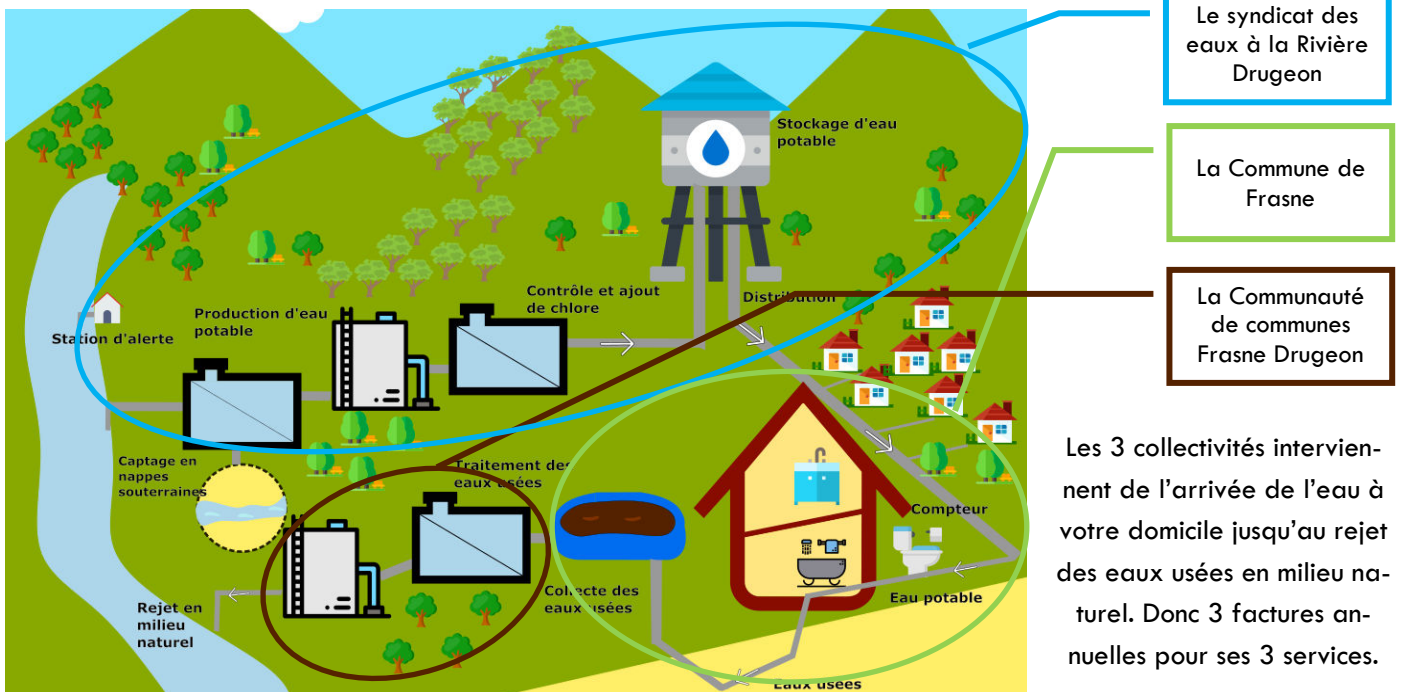 Le syndicat des
eaux à la Rivière
Drugeon
La Commune de
Frasne
La Communauté
de communes
Frasne Drugeon
Les 3 collectivités intervien-
nent de l'arrivée de l'eau à
votre domicile jusqu'au rejet
des eaux usées en milieu na-
turel. Donc 3 factures an-
nuelles pour ses 3 services.
Stockage d'eau
potable
Contrôle et ajout
de chlore
Distribution
Production d'eau
potable
Station d'alerte
Captage en
nappes
souterraines
Traitement des
eaux usées
Compteur
Collecte des
eaux usées
Eau potable
Rejet en
milieu
naturel
Eaux usées